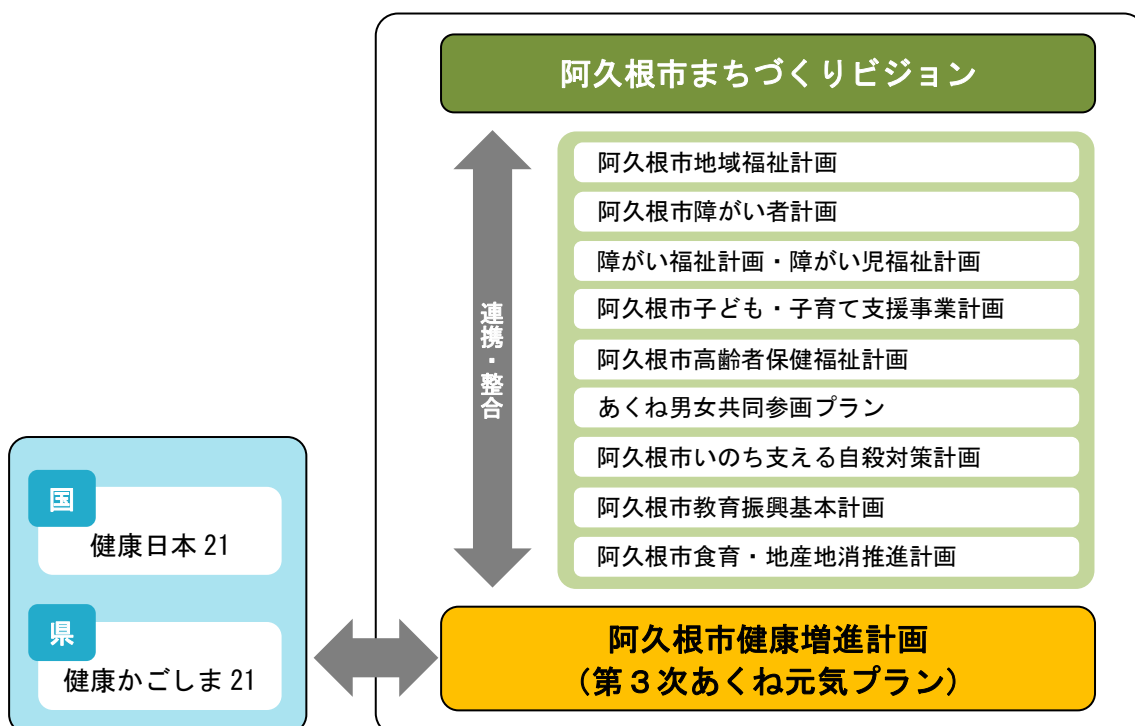 阿久根市まちづくりビジョン
連携・整合
阿久根市地域福祉計画
阿久根市障がい者計画
障がい福祉計画・障がい児福祉計画
阿久根市子ども・子育て支援事業計画
阿久根市高齢者保健福祉計画
あくね男女共同参画プラン
阿久根市いのち支える自殺対策計画
阿久根市教育振興基本計画
阿久根市食育・地産地消推進計画
国
健康日本 21
県
健康かごしま 21
阿久根市健康増進計画
（第３次あくね元気プラン）